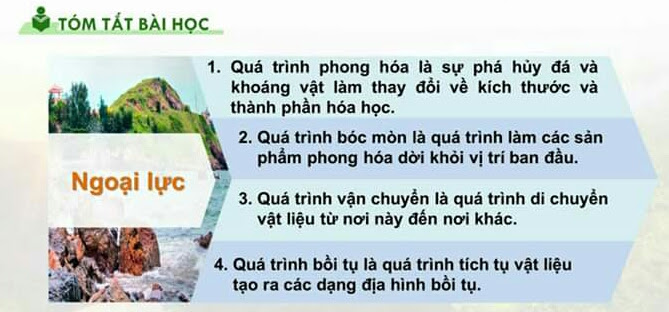 TÓM TẮT BÀI HỌC
Ngoại lực
1. Quá trình phong hóa là sự phá hủy đá và
khoáng vật làm thay đổi về kích thước và
thành phần hóa học.
2. Quá trình bóc mòn là quá trình làm các sản
phẩm phong hóa dời khỏi vị trí ban đầu.
3. Quá trình vận chuyển là quá trình di chuyển
vật liệu từ nơi này đến nơi khác.
4. Quá trình bồi tụ là quá trình tích tụ vật liệu
tạo ra các dạng địa hình bồi tụ.